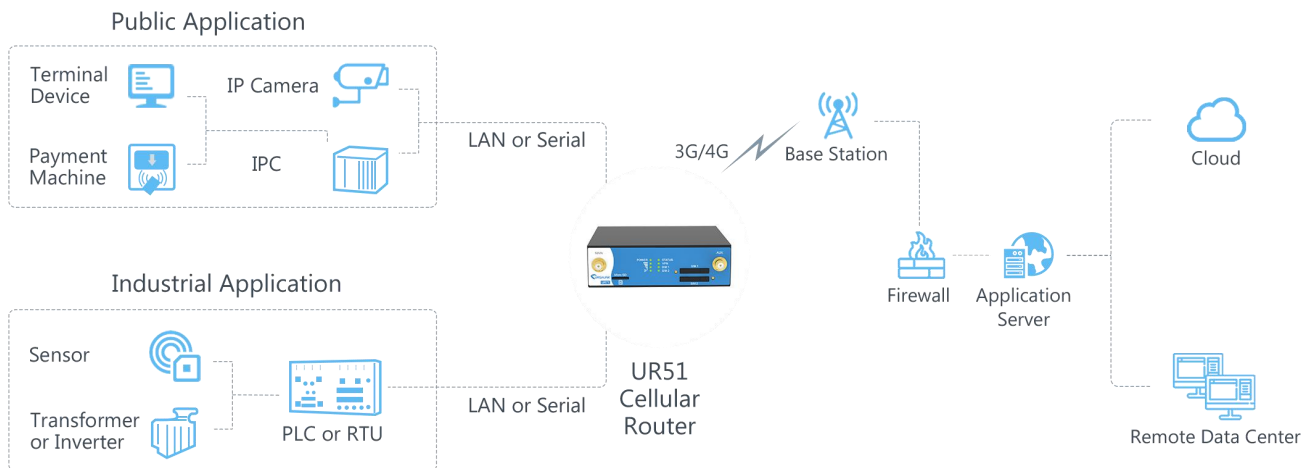 Public Application
Terminal
Device
IP Camera
Payment
Machine
IPC
LAN or Serial
Industrial Application
Sensor
Transformer
or Inverter
PLC or RTU
LAN or Serial
UR51
Cellular
Router
3G/4G
Base Station
Firewall
Application
Server
Cloud
Remote Data Center